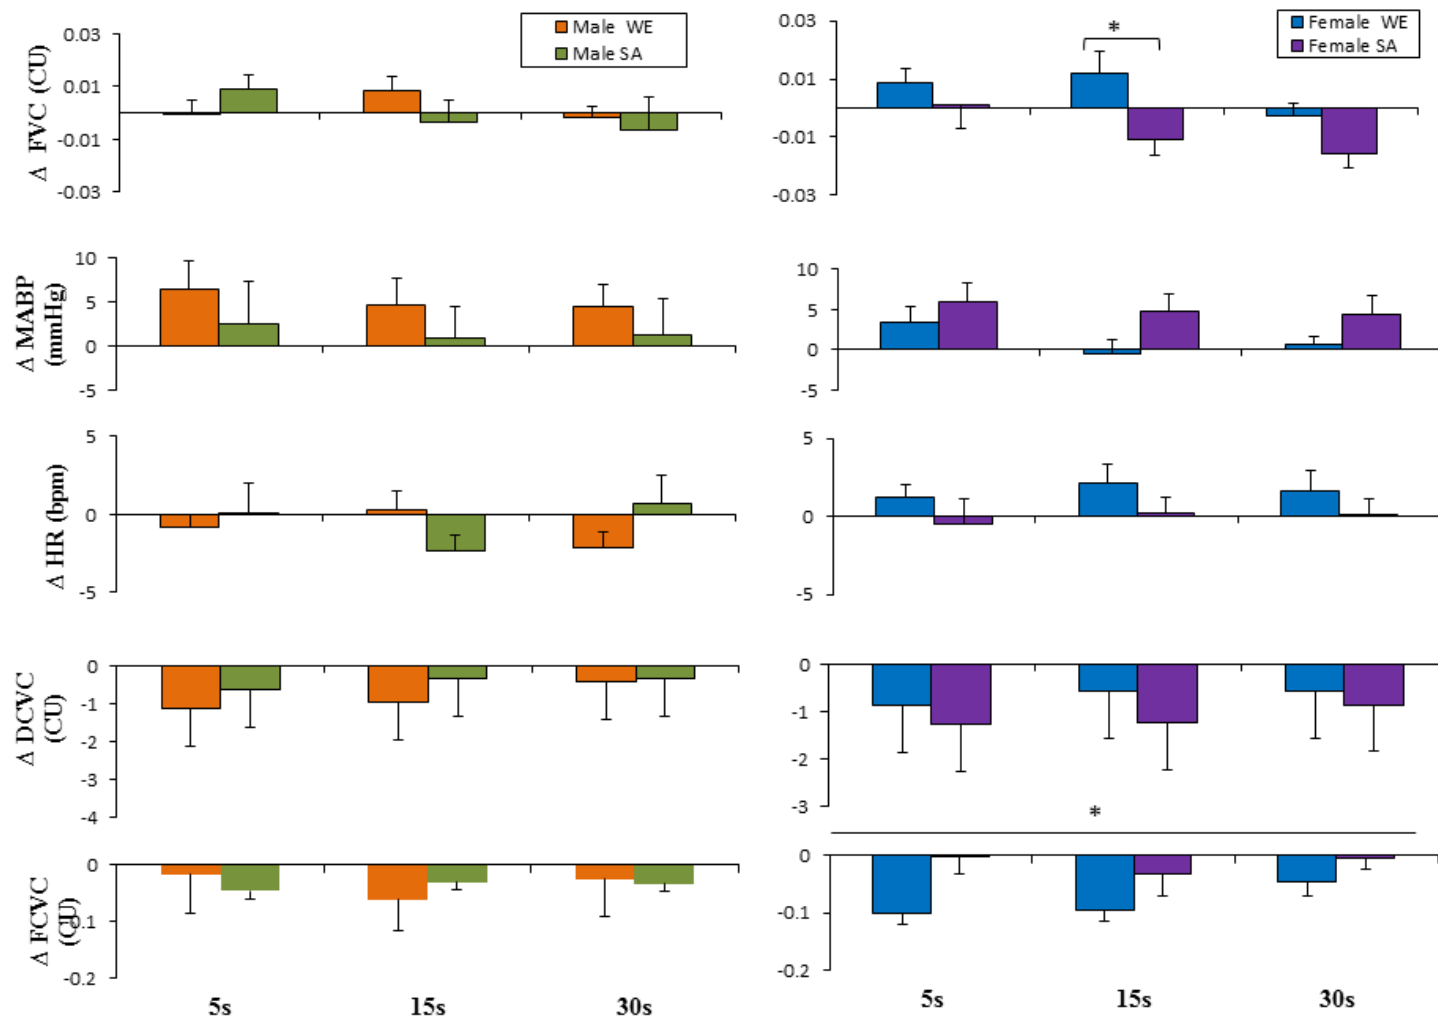 Male WE
Male SA
Δ FVC (CU)
0.03
0.01
-0.01
-0.03
Female WE
Female SA
*
0.03
0.01
-0.01
-0.03
Δ MABP
(mmHg)
10
5
0
-5
10
5
0
-5
Δ HR (bpm)
5
0
-5
5
0
-5
Δ DCVC
(CU)
0
-1
-2
-3
-4
0
-1
-2
-3
*
Δ FCVC
(CU)
0
-0.1
-0.2
0
-0.1
-0.2
5s 15s 30s
5s 15s 30s